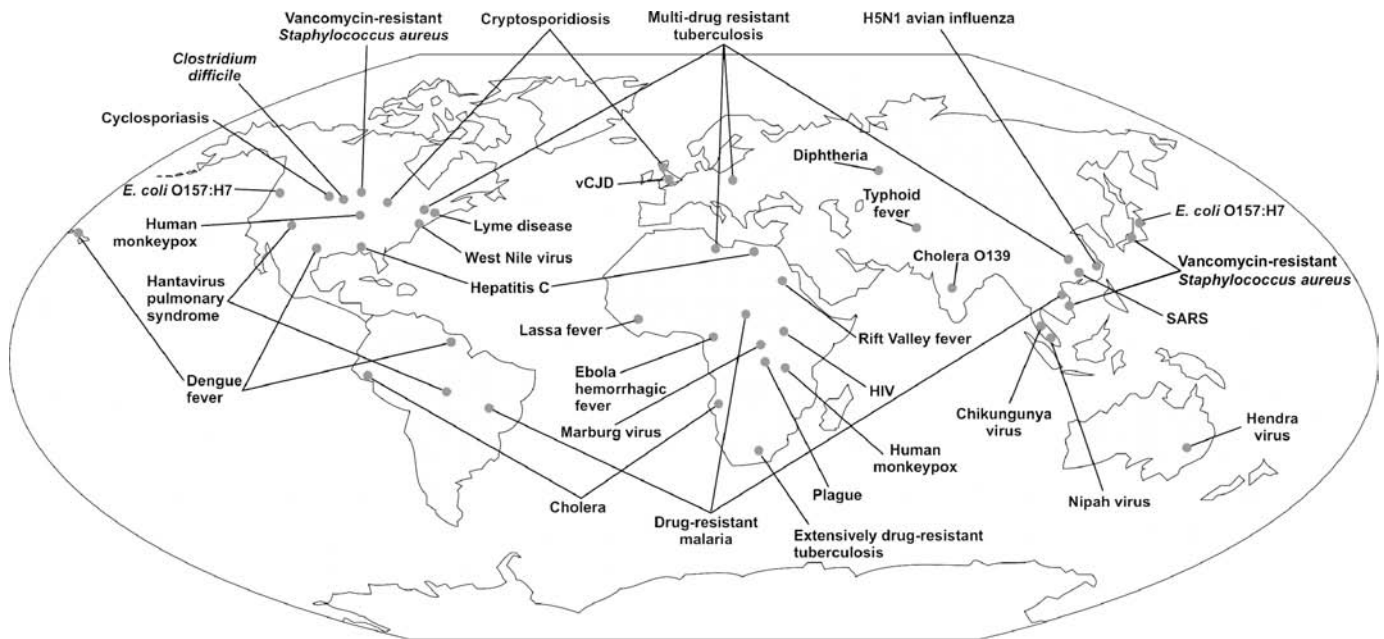 Vancomycin-resistant
Staphylococcus aureus
Cryptosporidiosis
Multi-drug resistant
tuberculosis
H5N1 avian influenza
Clostridium
difficile
Cyclosporiasis
E. coli O157:H7
Human
monkeypox
Hantavirus
pulmonary
syndrome
Dengue
fever
Lyme disease
West Nile virus
Hepatitis C
vCJD
Diphtheria
Typhoid
fever
Cholera O139
E. coli O157:H7
Vancomycin-resistant
Staphylococcus aureus
SARS
Lassa fever
Rift Valley fever
Ebola
hemorrhagic
fever
HIV
Marburg virus
Chikungunya
virus
Hendra
virus
Human
monkeypox
Nipah virus
Plague
Cholera
Drug-resistant
malaria
Extensively drug-resistant
tuberculosis